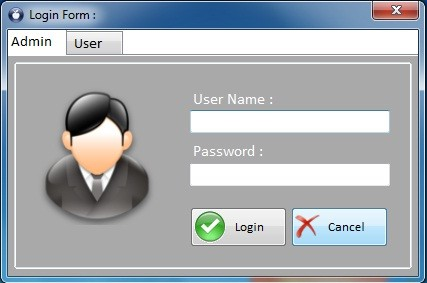 Login Form :
Admin User
User Name :
Password :
Login Cancel